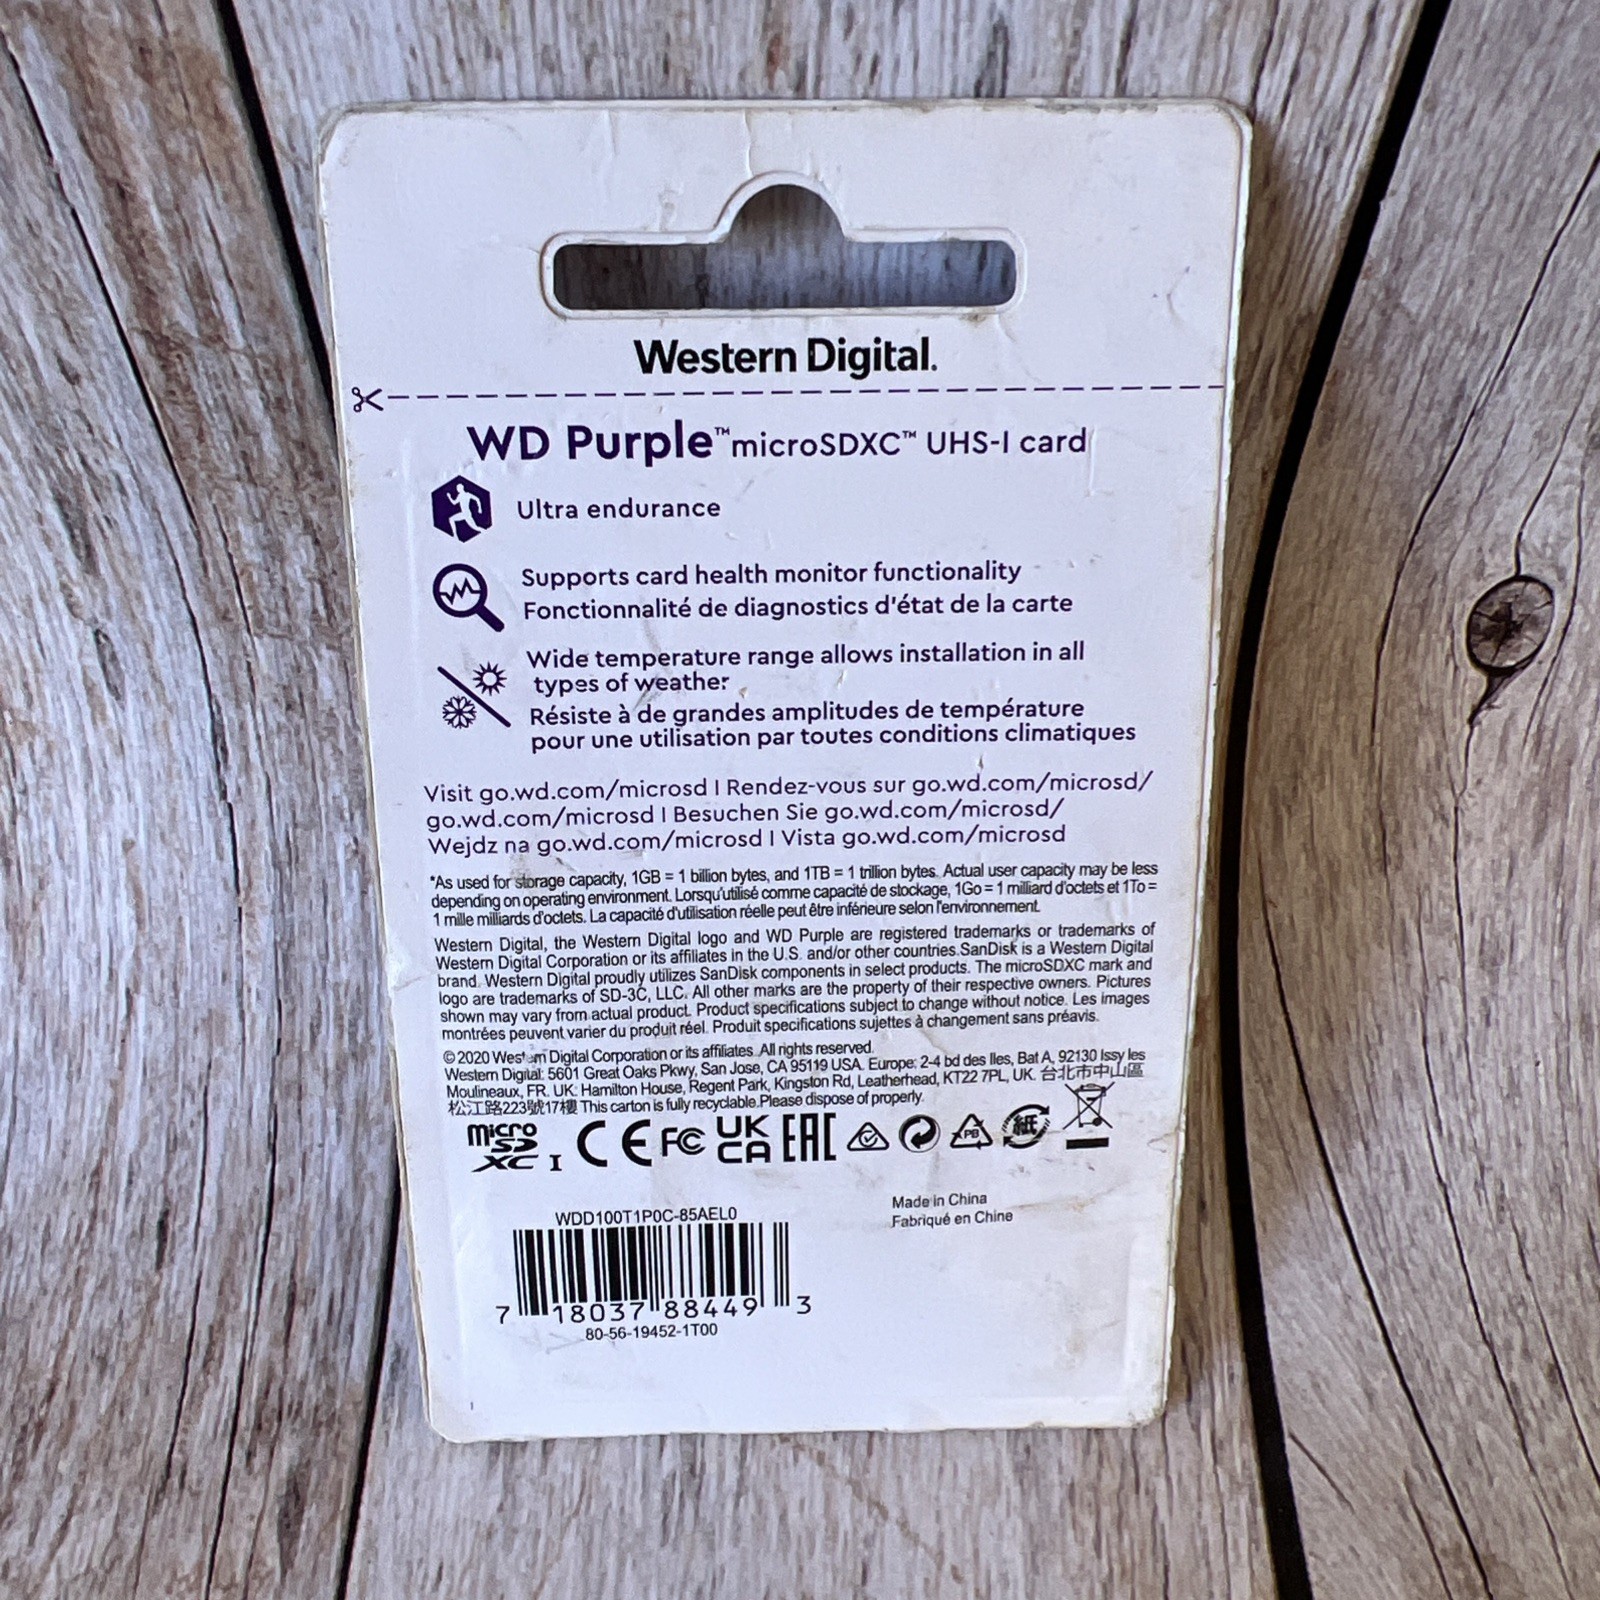 Western Digital.
WD Purple™ microSDXC™ UHS-I card
Ultra endurance
Supports card health monitor functionality
Fonctionnalité de diagnostics d'état de la carte
Wide temperature range allows installation in all
types of weather
Résiste à de grandes amplitudes de température
pour une utilisation par toutes conditions climatiques
Visit go.wd.com/microsd | Rendez-vous sur go.wd.com/microsd/
go.wd.com/microsd | Besuchen Sie go.wd.com/microsd/
Wejdz na go.wd.com/microsd | Vista go.wd.com/microsd
*As used for storage capacity, 1GB = 1 billion bytes, and 1TB = 1 trillion bytes. Actual user capacity may be less
depending on operating environment. Lorsqu'utilisé comme capacité de stockage, 1Go = 1 milliard d'octets et 1To =
1 mille milliards d'octets. La capacité d'utilisation réelle peut être inférieure selon l'environnement.
Western Digital, the Western Digital logo and WD Purple are registered trademarks or trademarks of
Western Digital Corporation or its affiliates in the U.S. and/or other countries.SanDisk is a Western Digital
brand. Western Digital proudly utilizes SanDisk components in select products. The microSDXC mark and
logo are trademarks of SD-3C, LLC. All other marks are the property of their respective owners. Pictures
shown may vary from actual product. Product specifications subject to change without notice. Les images
montrées peuvent varier du produit réel. Produit specifications sujettes à changement sans préavis.
© 2020 Western Digital Corporation or its affiliates. All rights reserved.
Western Digital: 5601 Great Oaks Pkwy, San Jose, CA 95119 USA. Europe: 2-4 bd des Iles, Bat A, 92130 Issy les
Moulineaux, FR. UK: Hamilton House, Regent Park, Kingston Rd, Leatherhead, KT22 7PL, UK. 台北市中山區
松江路223號17樓 This carton is fully recyclable.Please dispose of properly.
micro SD XC I CE FC UK CA EAC PB 紙
WDD100T1P0C-85AEL0
Made in China
Fabriqué en Chine
7 18037 88449 3
80-56-19452-1T00